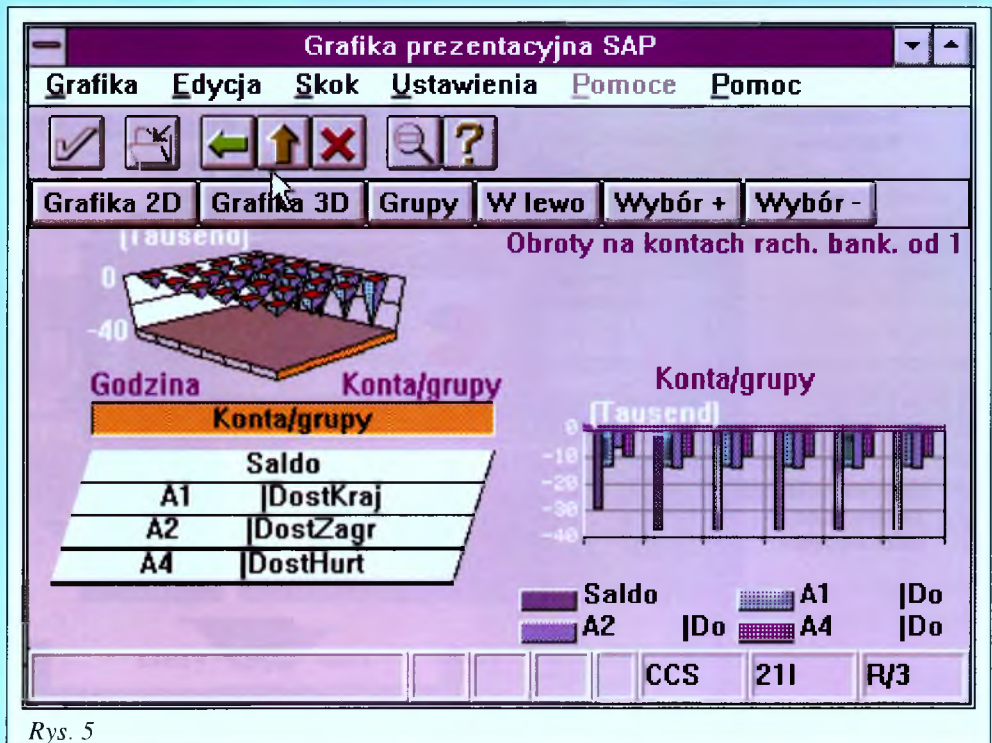 Grafika prezentacyjna SAP
Grafika Edycja Skok Ustawienia Pomoce Pomoc
Grafika 2D Grafika 3D Grupy W lewo Wybór + Wybór -
[Tausend]
Obroty na kontach rach. bank. od 1
0
-40
Godzina Konta/grupy
Konta/grupy
Saldo
A1 |DostKraj
A2 |DostZagr
A4 |DostHurt
Konta/grupy
[Tausend]
0
-10
-20
-30
-40
Saldo A1 |Do
A2 |Do A4 |Do
CCS 21I R/3
Rys. 5